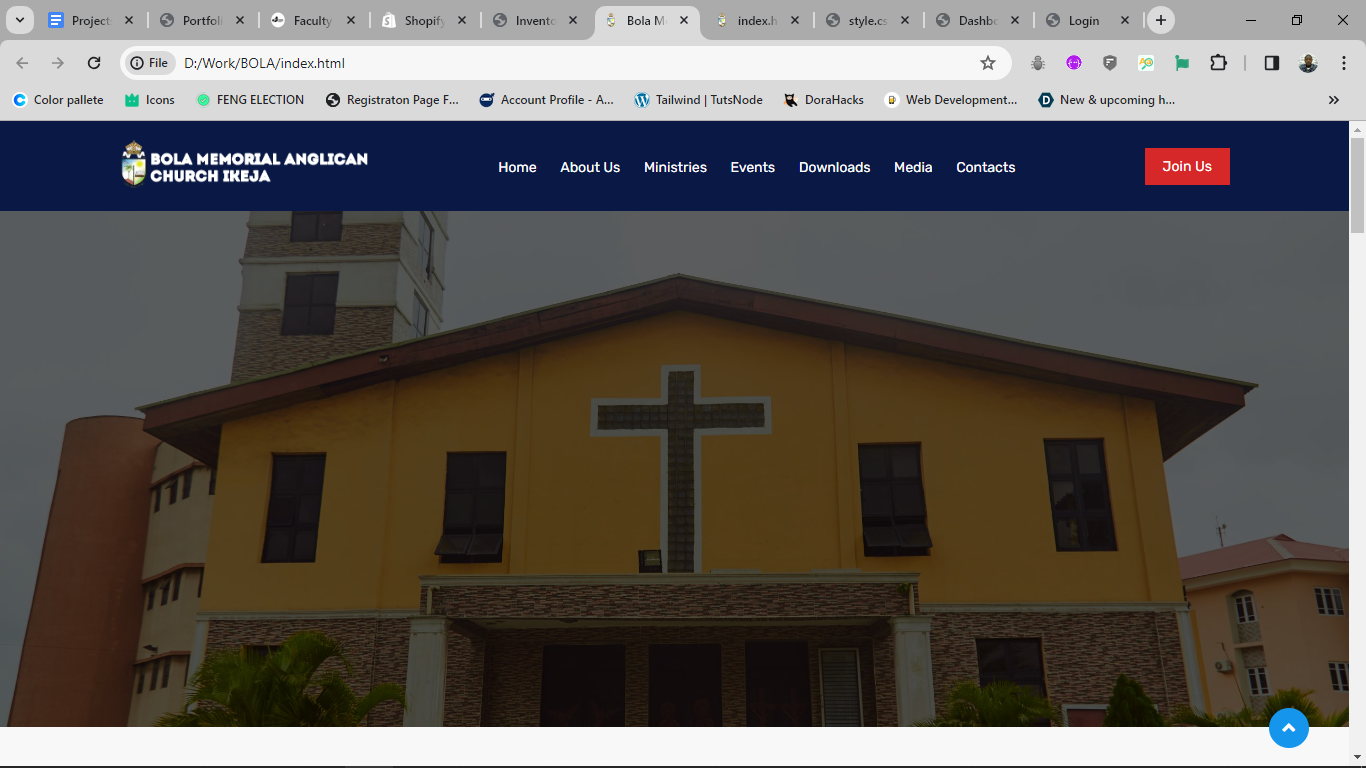 Project
Portfoli
Faculty
Shopify
Invento
Bola M
index.h
style.cs
Dashb
Login
File
D:/Work/BOLA/index.html
Color pallete
Icons
FENG ELECTION
Registraton Page F...
Account Profile - A...
Tailwind | TutsNode
DoraHacks
Web Development...
New & upcoming h...
BOLA MEMORIAL ANGLICAN
CHURCH IKEJA
Home
About Us
Ministries
Events
Downloads
Media
Contacts
Join Us